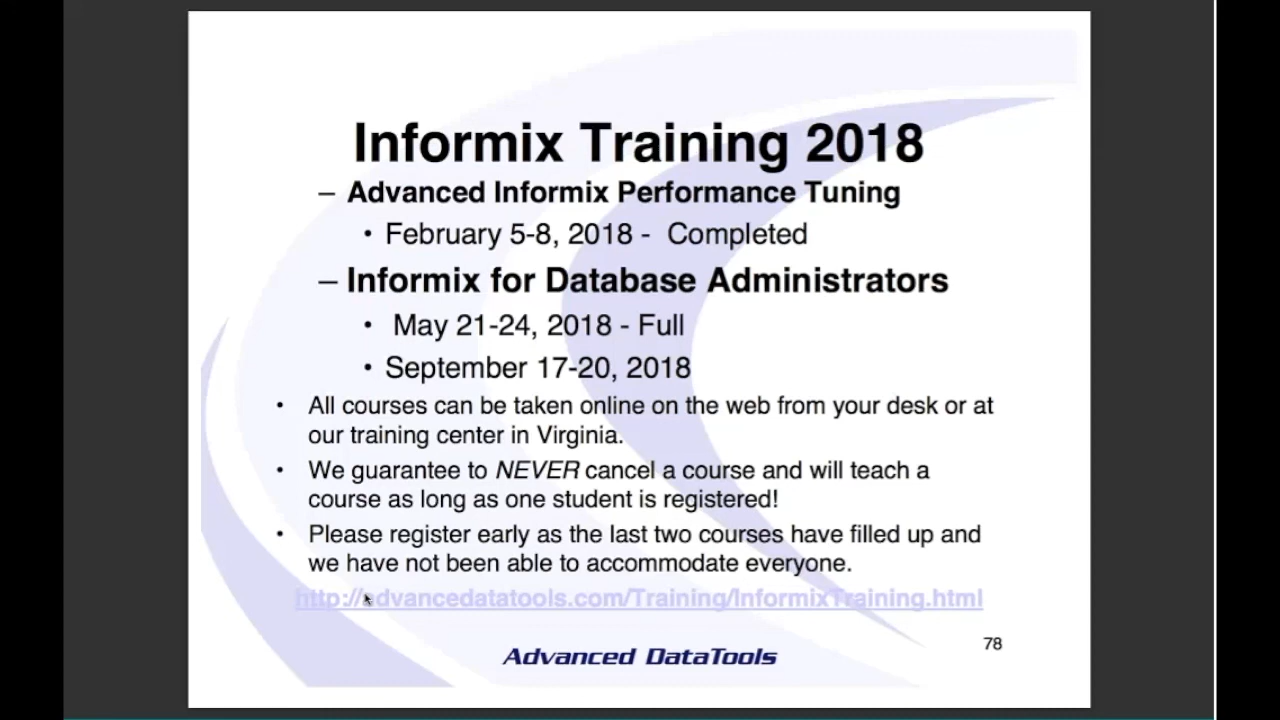 Informix Training 2018
– Advanced Informix Performance Tuning
• February 5-8, 2018 - Completed
– Informix for Database Administrators
• May 21-24, 2018 - Full
• September 17-20, 2018
• All courses can be taken online on the web from your desk or at
our training center in Virginia.
• We guarantee to NEVER cancel a course and will teach a
course as long as one student is registered!
• Please register early as the last two courses have filled up and
we have not been able to accommodate everyone.
http://advancedatatools.com/Training/InformixTraining.html
78
Advanced DataTools